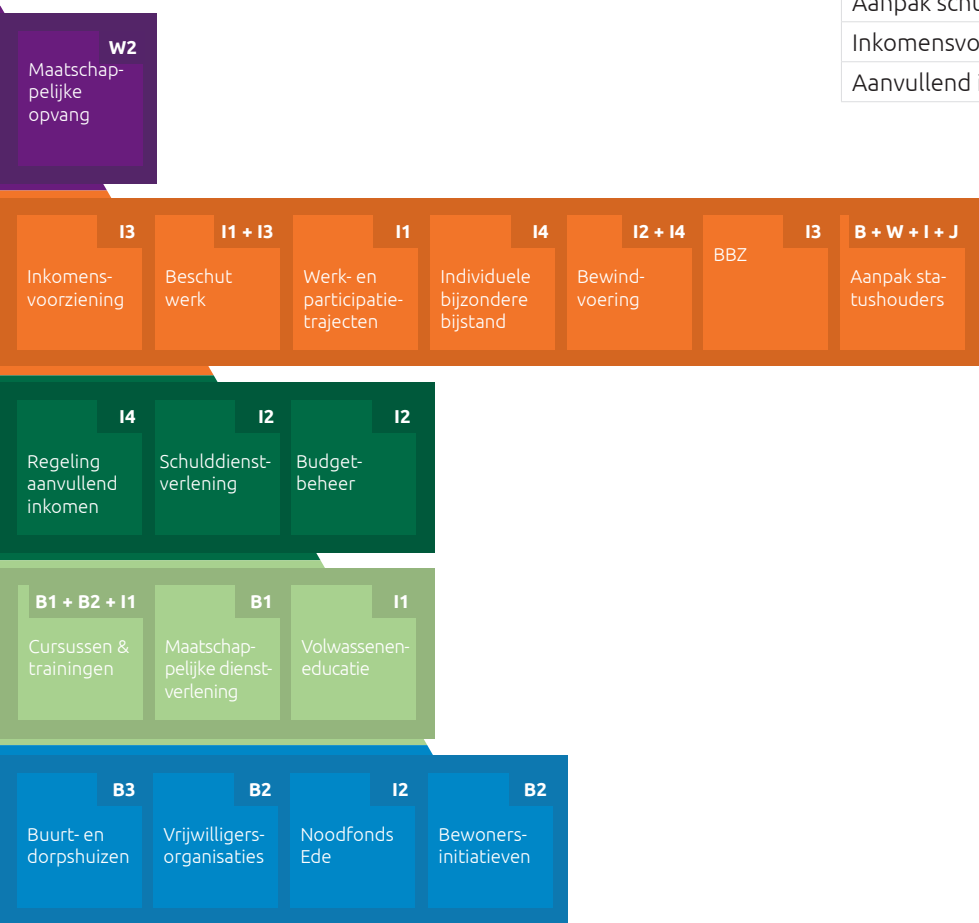 Aanpak
Inkomensvo
Aanvullend
W2
Maatschap-
pelijke
opvang
I3
Inkomens-
voorziening
I1 + I3
Beschut
werk
I1
Werk- en
participatie-
trajecten
I4
Individuele
bijzondere
bijstand
I2 + I4
Bewind-
voering
I3
BBZ
B + W + I + J
Aanpak sta-
tushouders
I4
Regeling
aanvullend
inkomen
I2
Schulddienst-
verlening
I2
Budget-
beheer
B1 + B2 + I1
Cursussen &
trainingen
B1
Maatschap-
pelijke dienst-
verlening
I1
Volwassenen-
educatie
B3
Buurt- en
dorpshuizen
B2
Vrijwilligers-
organisaties
I2
Noodfonds
Ede
B2
Bewoners-
initiatieven